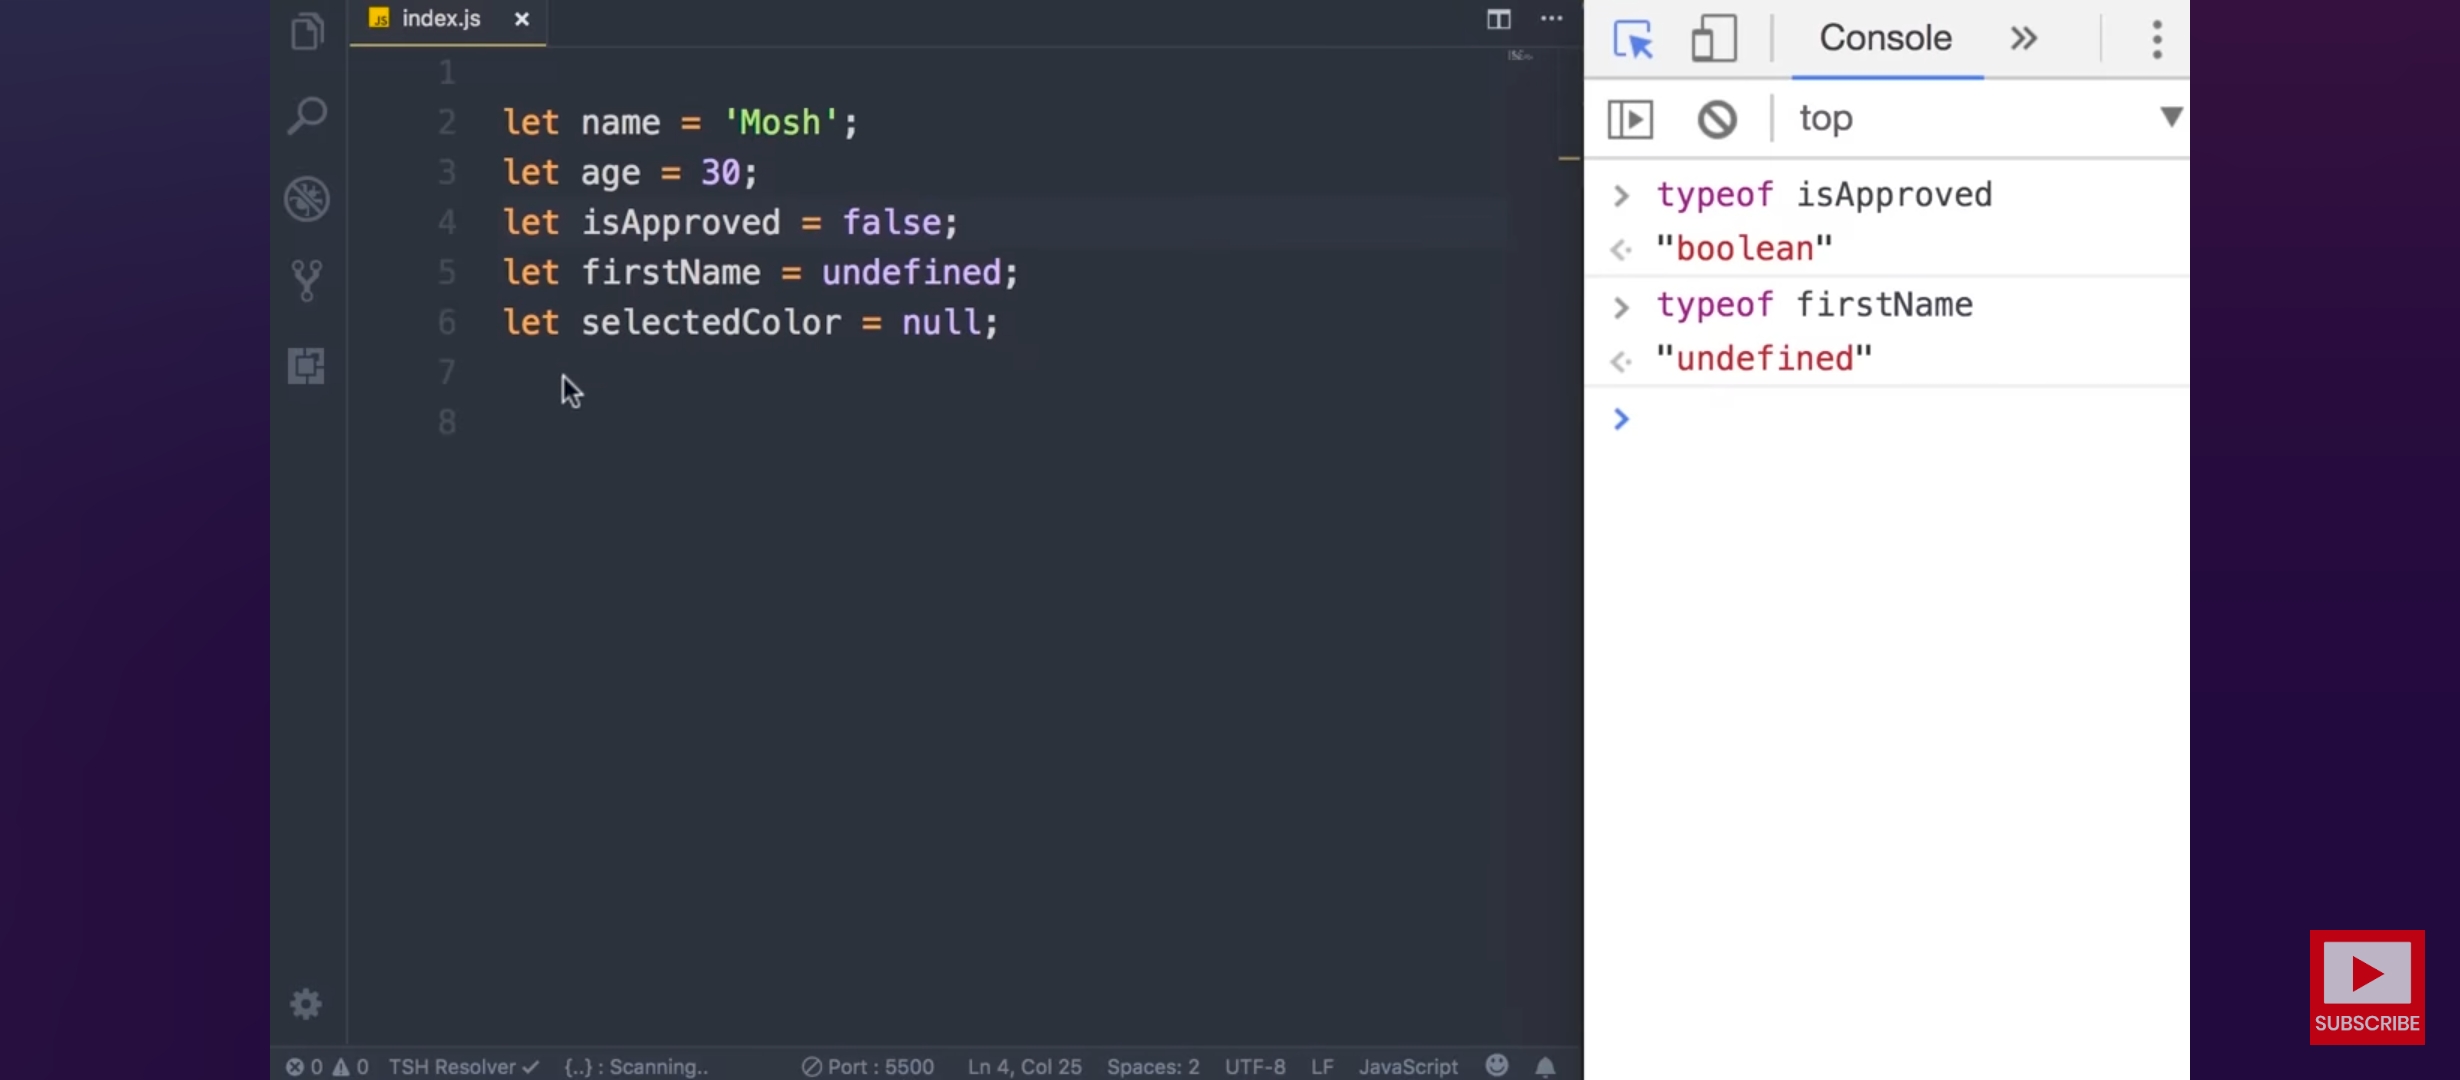 index.js
1
2 let name = 'Mosh';
3 let age = 30;
4 let isApproved = false;
5 let firstName = undefined;
6 let selectedColor = null;
7
8
0 0 TSH Resolver ✓ {..} : Scanning.. Port : 5500 Ln 4, Col 25 Spaces: 2 UTF-8 LF JavaScript
Console
top
> typeof isApproved
"boolean"
> typeof firstName
"undefined"
>
SUBSCRIBE